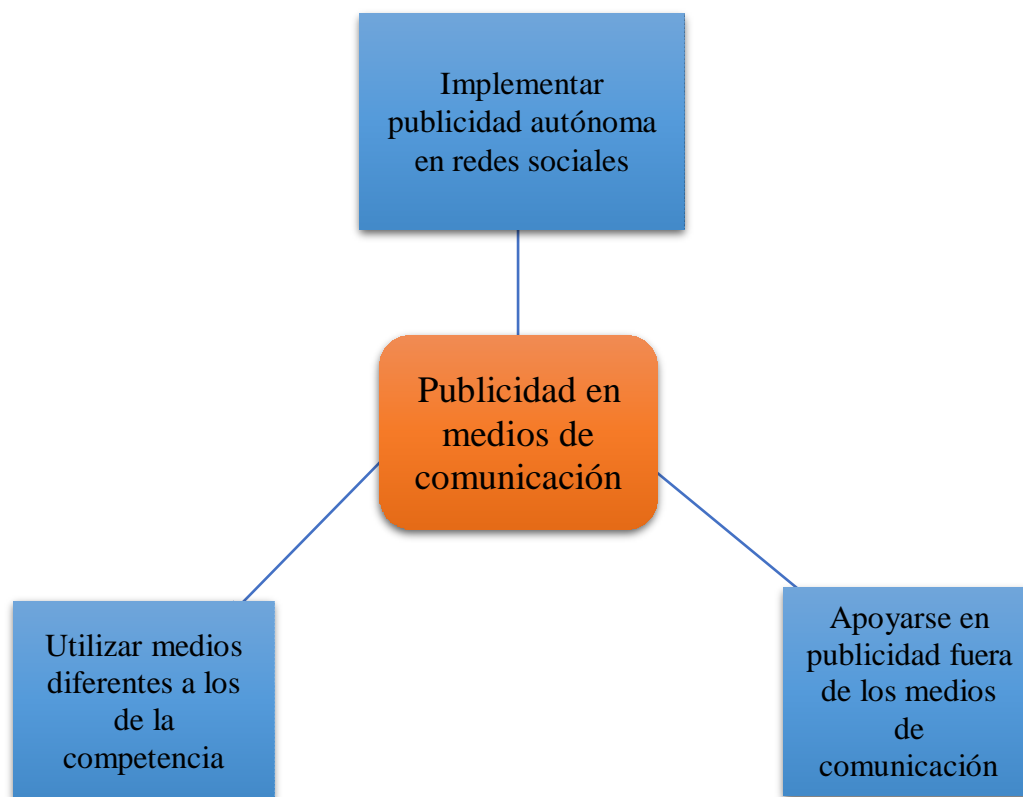 Implementar
publicidad autónoma
en redes sociales
Publicidad en
medios de
comunicación
Utilizar medios
diferentes a los
de la
competencia
Apoyarse en
publicidad fuera
de los medios
de
comunicación